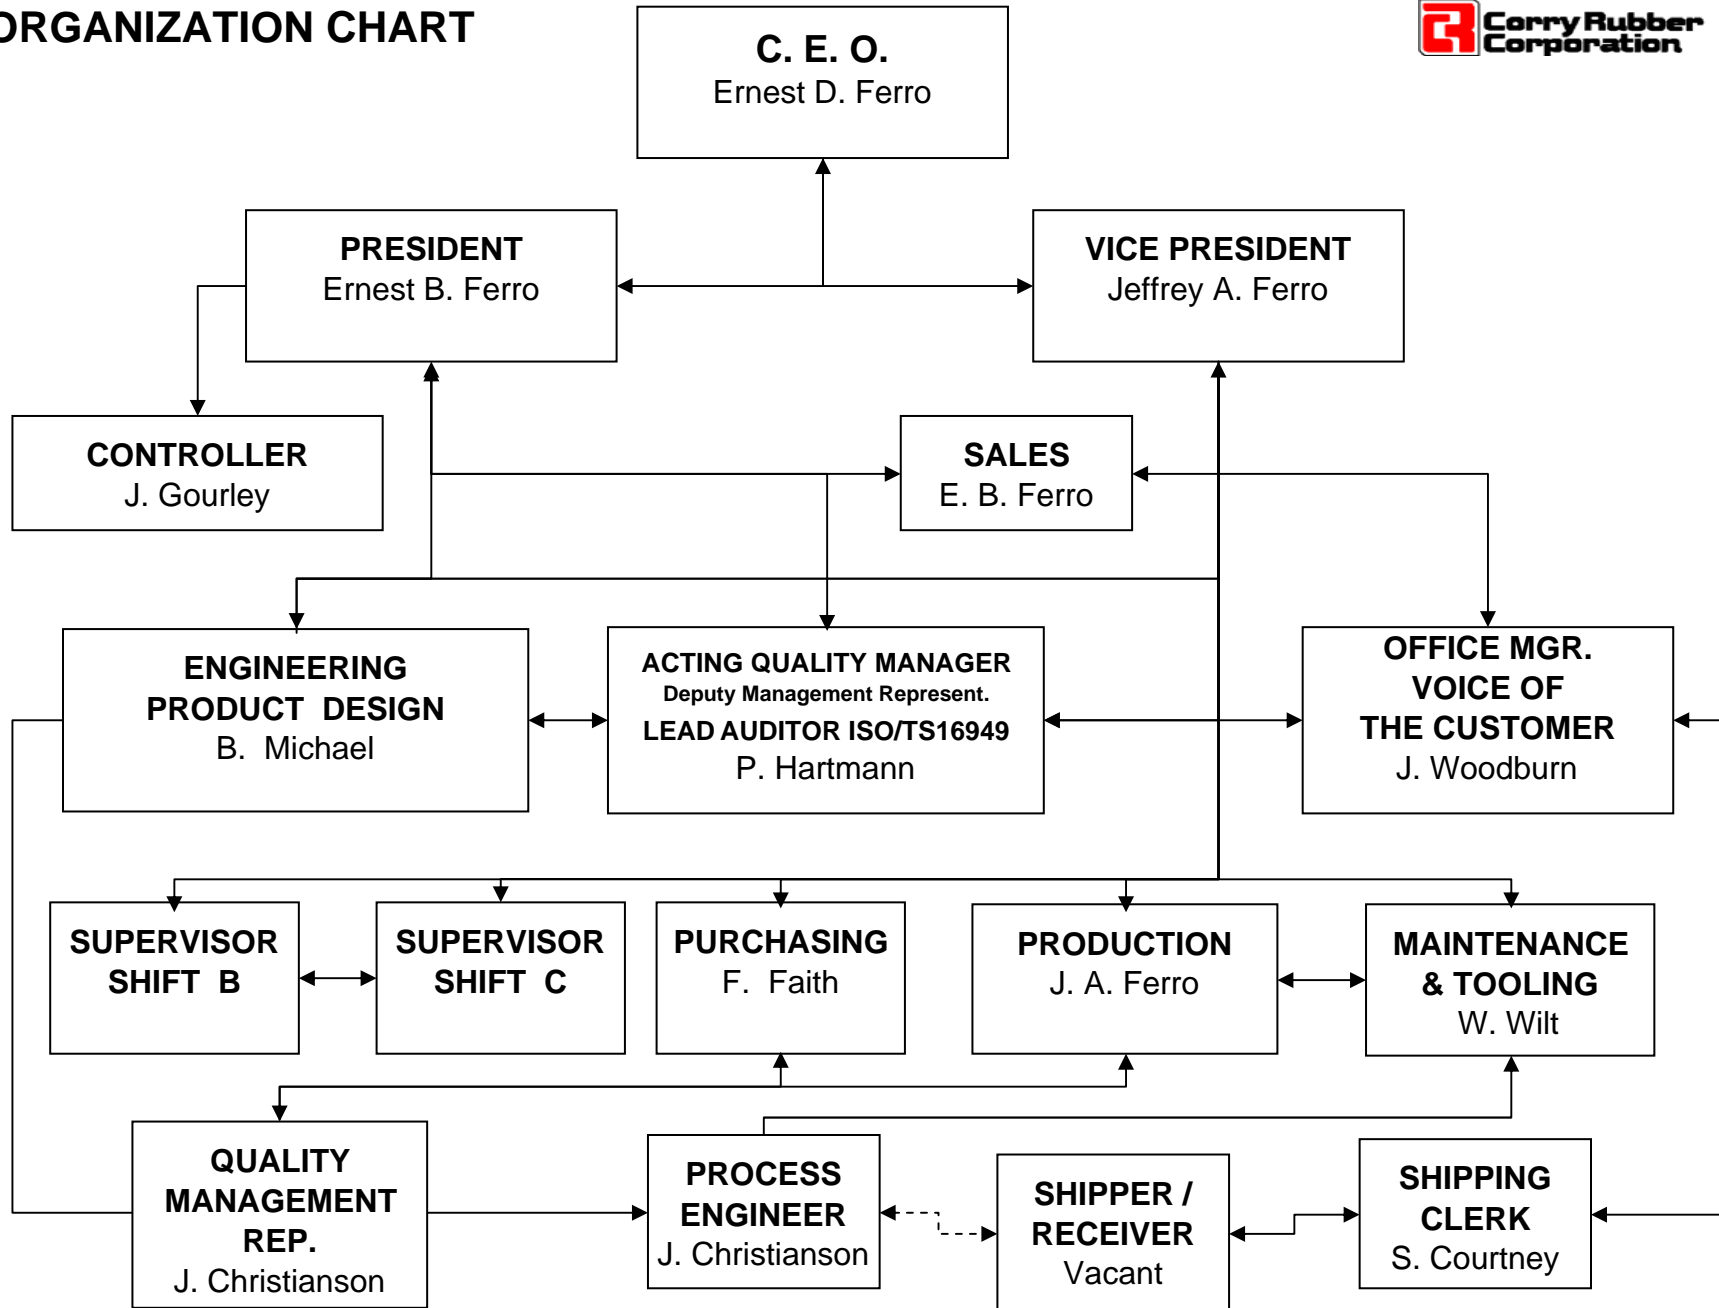 ORGANIZATION CHART
Corry Rubber
Corporation
C. E. O.
Ernest D. Ferro
PRESIDENT
Ernest B. Ferro
VICE PRESIDENT
Jeffrey A. Ferro
CONTROLLER
J. Gourley
SALES
E. B. Ferro
ENGINEERING
PRODUCT DESIGN
B. Michael
ACTING QUALITY MANAGER
Deputy Management Represent.
LEAD AUDITOR ISO/TS16949
P. Hartmann
OFFICE MGR.
VOICE OF
THE CUSTOMER
J. Woodburn
SUPERVISOR
SHIFT B
SUPERVISOR
SHIFT C
PURCHASING
F. Faith
PRODUCTION
J. A. Ferro
MAINTENANCE
& TOOLING
W. Wilt
QUALITY
MANAGEMENT
REP.
J. Christianson
PROCESS
ENGINEER
J. Christianson
SHIPPER /
RECEIVER
Vacant
SHIPPING
CLERK
S. Courtney